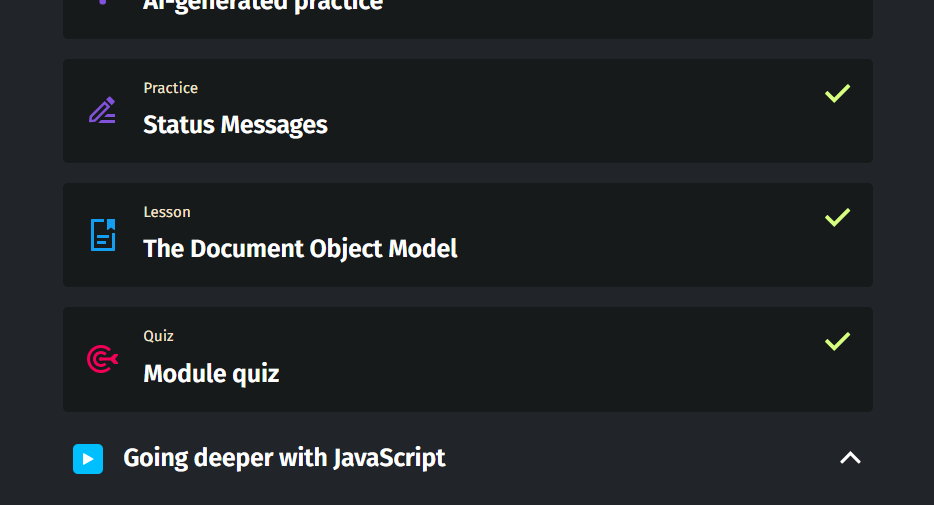 AI-generated practice
Practice
Status Messages
Lesson
The Document Object Model
Quiz
Module quiz
Going deeper with JavaScript